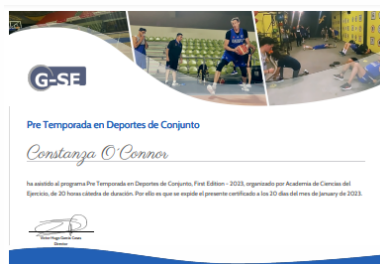 G-SE
Pre Temporada en Deportes de Conjunto
Constanza O'Connor
ha asistido al programa Pre Temporada en Deportes de Conjunto, First Edition - 2023, organizado por Academia de Ciencias del
Ejercicio, de 20 horas cátedra de duración. Por ello es que se expide el presente certificado a los 20 días del mes de January de 2023.
Director